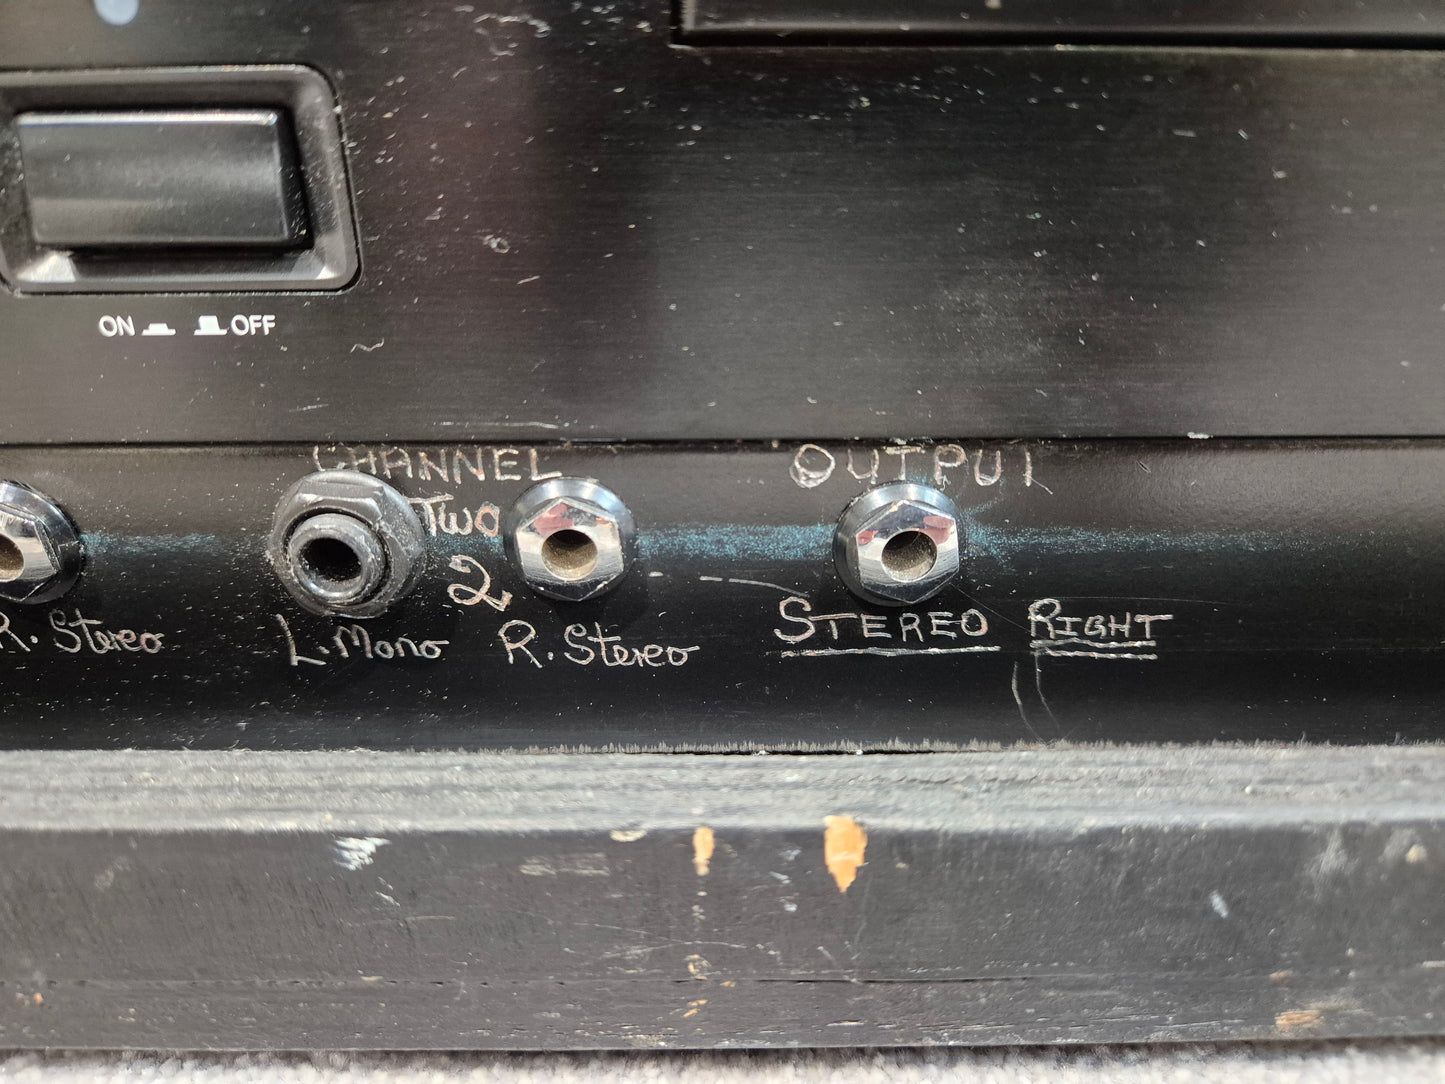 ON OFF
CHANNEL
TWO
2
R. Stereo
L. Mono
R. Stereo
OUTPUT
STEREO RIGHT